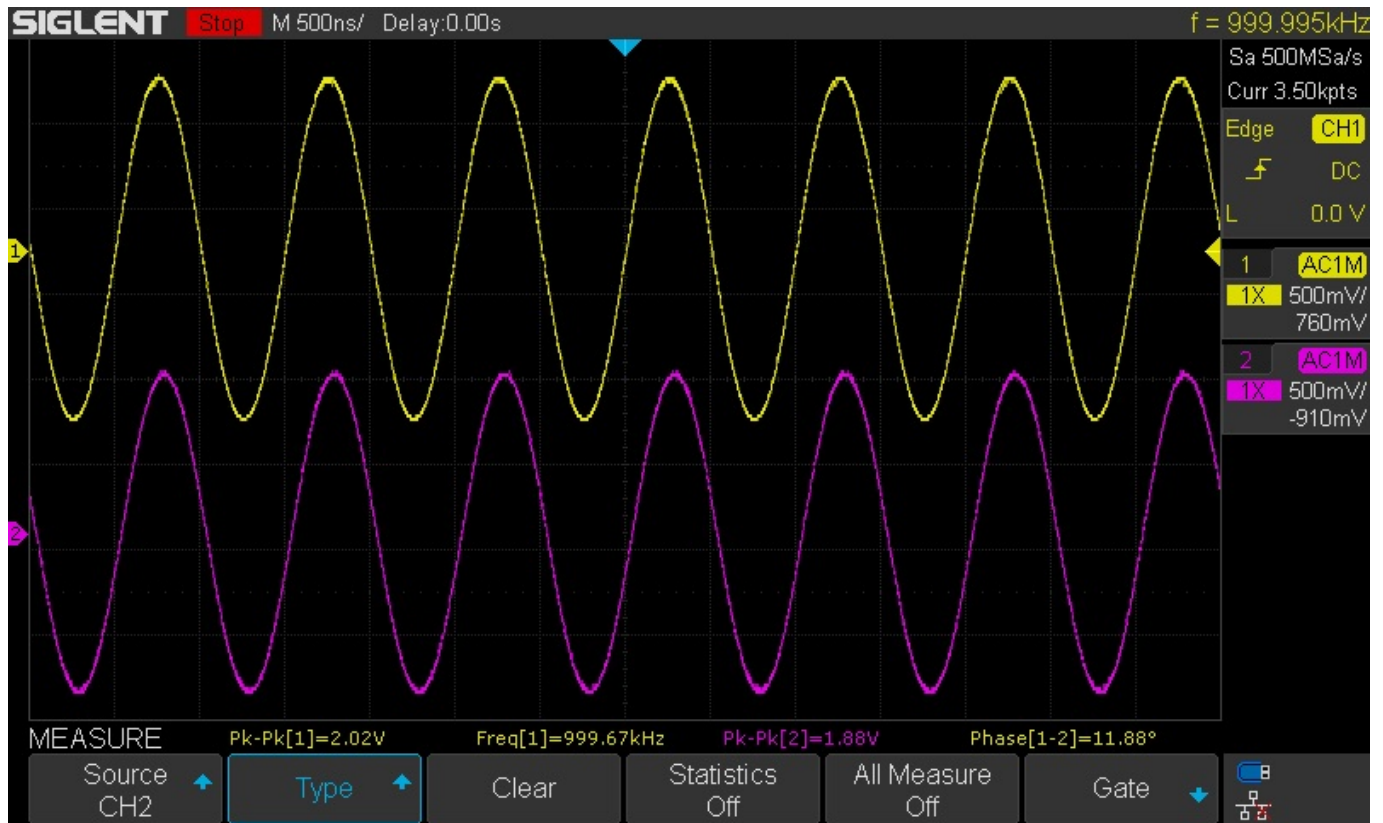 SIGLENT Stop M 500ns/ Delay:0.00s f = 999.995kHz
Sa 500MSa/s
Curr 3.50kpts
Edge CH1
DC
L 0.0 V
1
1 AC1M
1X 500mV/
760mV
2 AC1M
1X 500mV/
-910mV
2
MEASURE Pk-Pk[1]=2.02V Freq[1]=999.67kHz Pk-Pk[2]=1.88V Phase[1-2]=11.88°
Source
CH2
Type
Clear
Statistics
Off
All Measure
Off
Gate